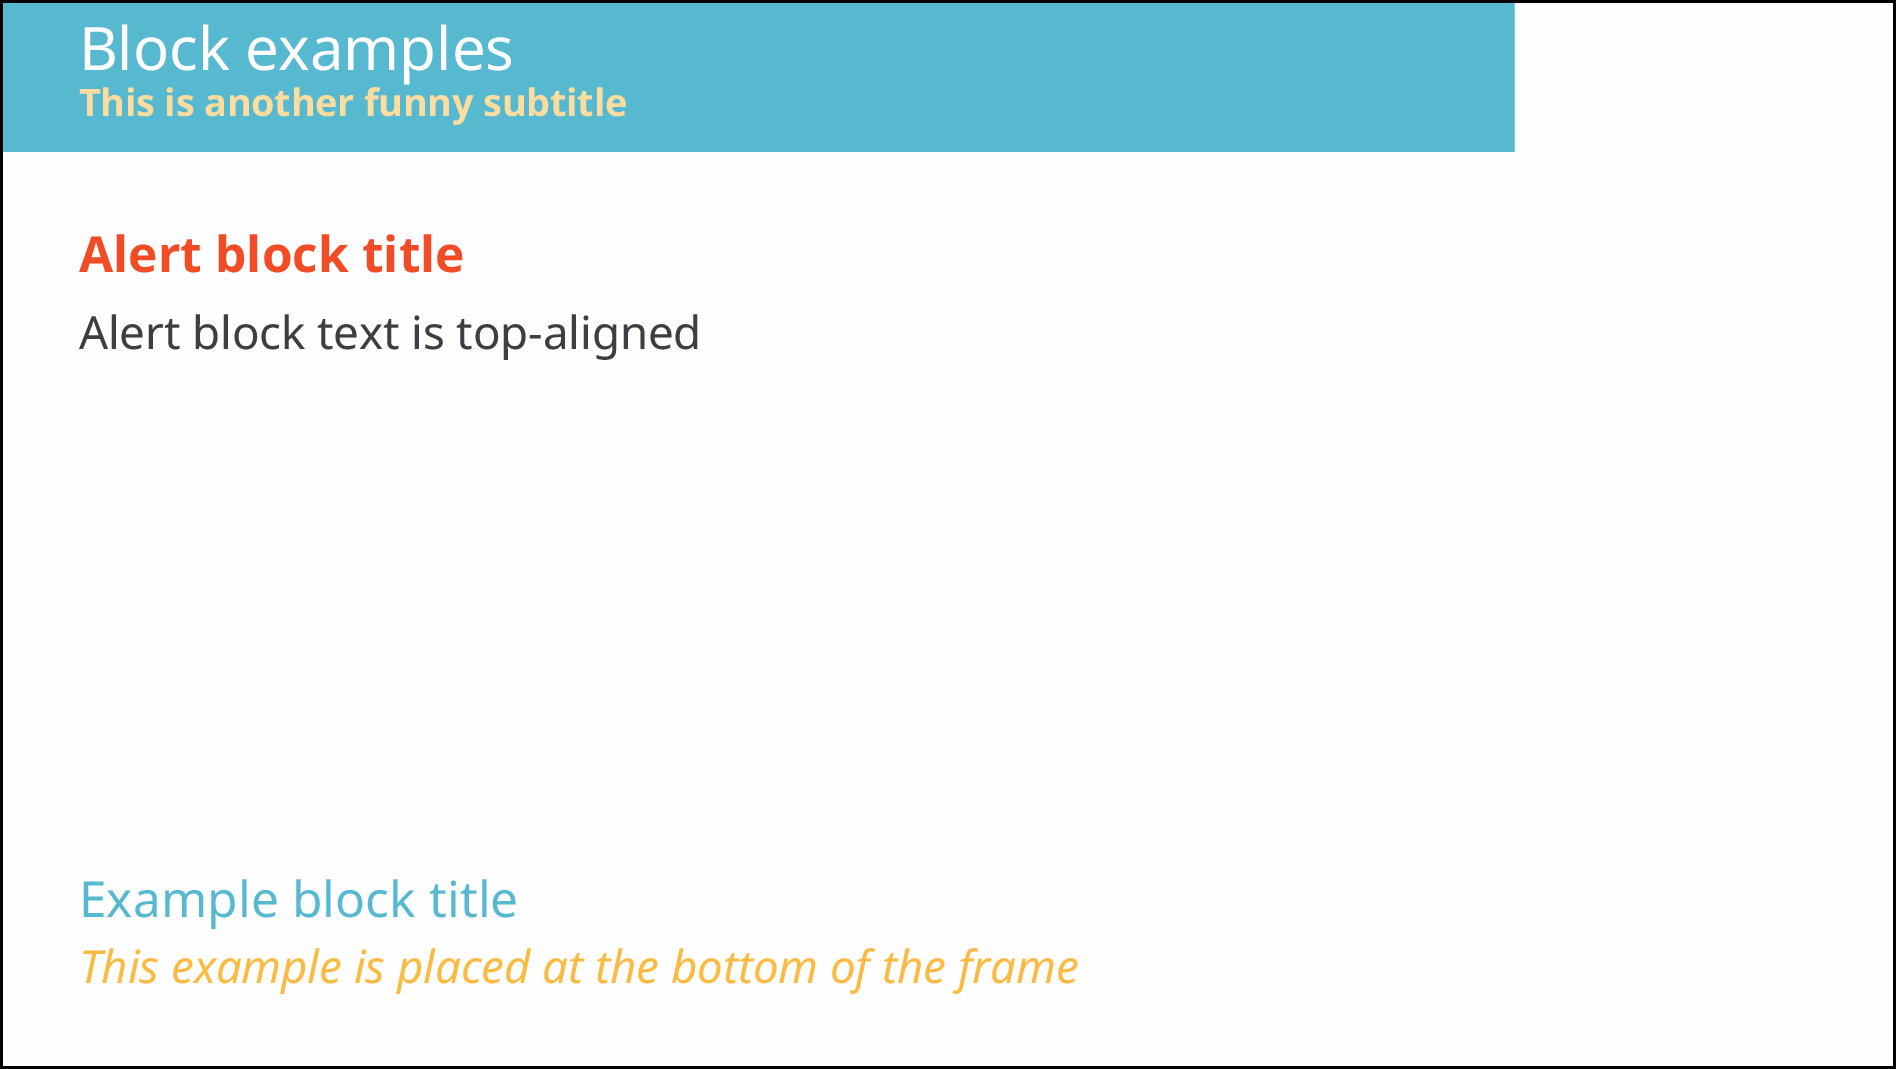 Block examples
This is another funny subtitle
Alert block title
Alert block text is top-aligned
Example block title
This example is placed at the bottom of the frame